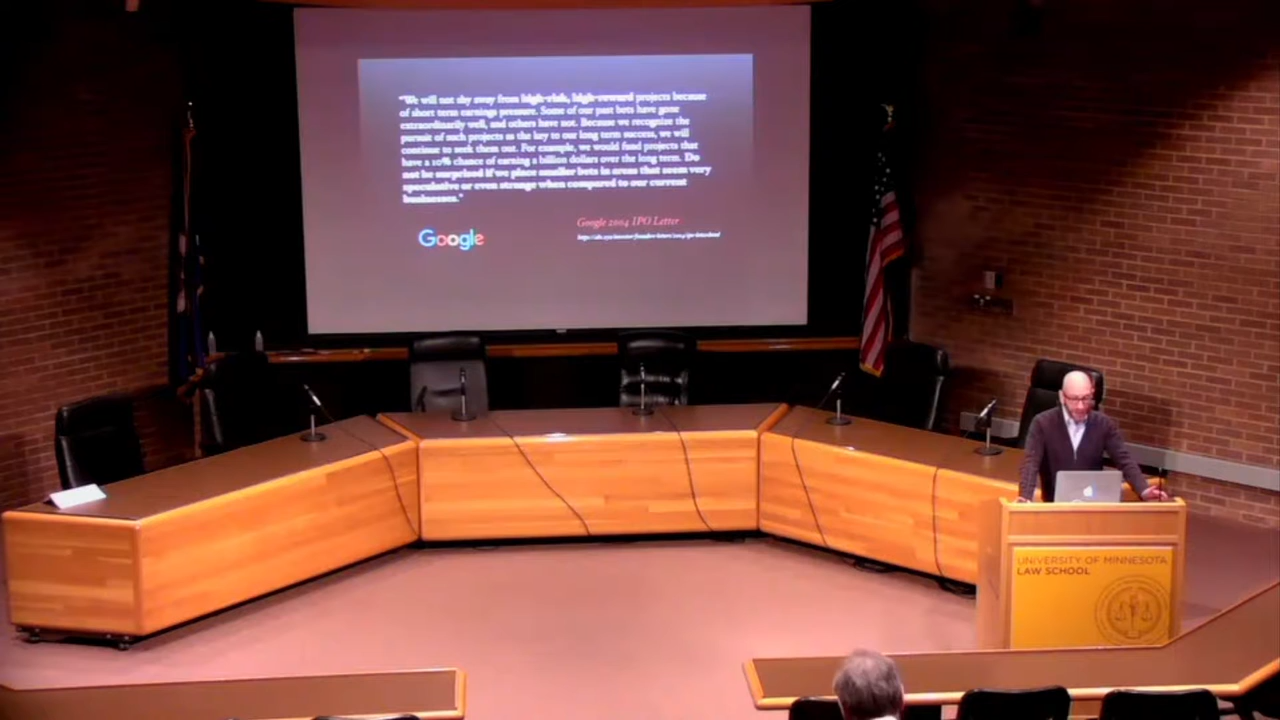 "We will not shy away from high-risk, high-reward projects because
of short term earnings pressure. Some of our past bets have gone
extraordinarily well, and others have not. Because we recognize the
pursuit of such projects as the key to our long term success, we will
continue to seek them out. For example, we would fund projects that
have a 10% chance of earning a billion dollars over the long term. Do
not be surprised if we place smaller bets in areas that seem very
speculative or even strange when compared to our current
businesses."
Google 2004 IPO Letter
Google
UNIVERSITY OF MINNESOTA
LAW SCHOOL